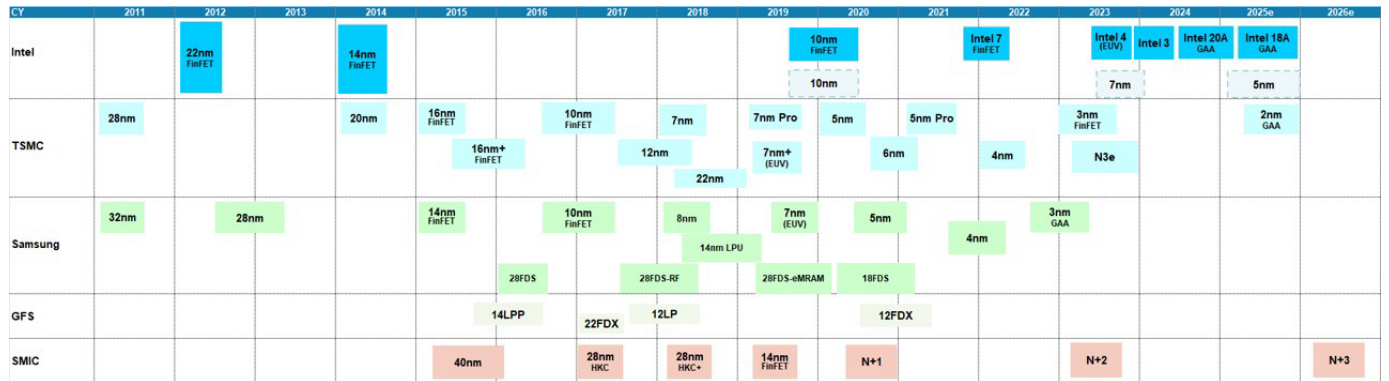 CY 2011 2012 2013 2014 2015 2016 2017 2018 2019 2020 2021 2022 2023 2024 2025e 2026e
Intel
22nm
FinFET
14nm
FinFET
10nm
FinFET
Intel 7
FinFET
Intel 4
(EUV)
Intel 3
Intel 20A
GAA
Intel 18A
GAA
10nm
7nm
5nm
TSMC
28nm
20nm
16nm
FinFET
10nm
FinFET
7nm
7nm Pro
5nm
5nm Pro
3nm
FinFET
2nm
GAA
16nm+
FinFET
12nm
7nm+
(EUV)
6nm
4nm
N3e
22nm
Samsung
32nm
28nm
14nm
FinFET
10nm
FinFET
8nm
7nm
(EUV)
5nm
3nm
GAA
4nm
14nm LPU
28FDS
28FDS-RF
28FDS-eMRAM
18FDS
GFS
14LPP
22FDX
12LP
12FDX
SMIC
40nm
28nm
HKC
28nm
HKC+
14nm
FinFET
N+1
N+2
N+3